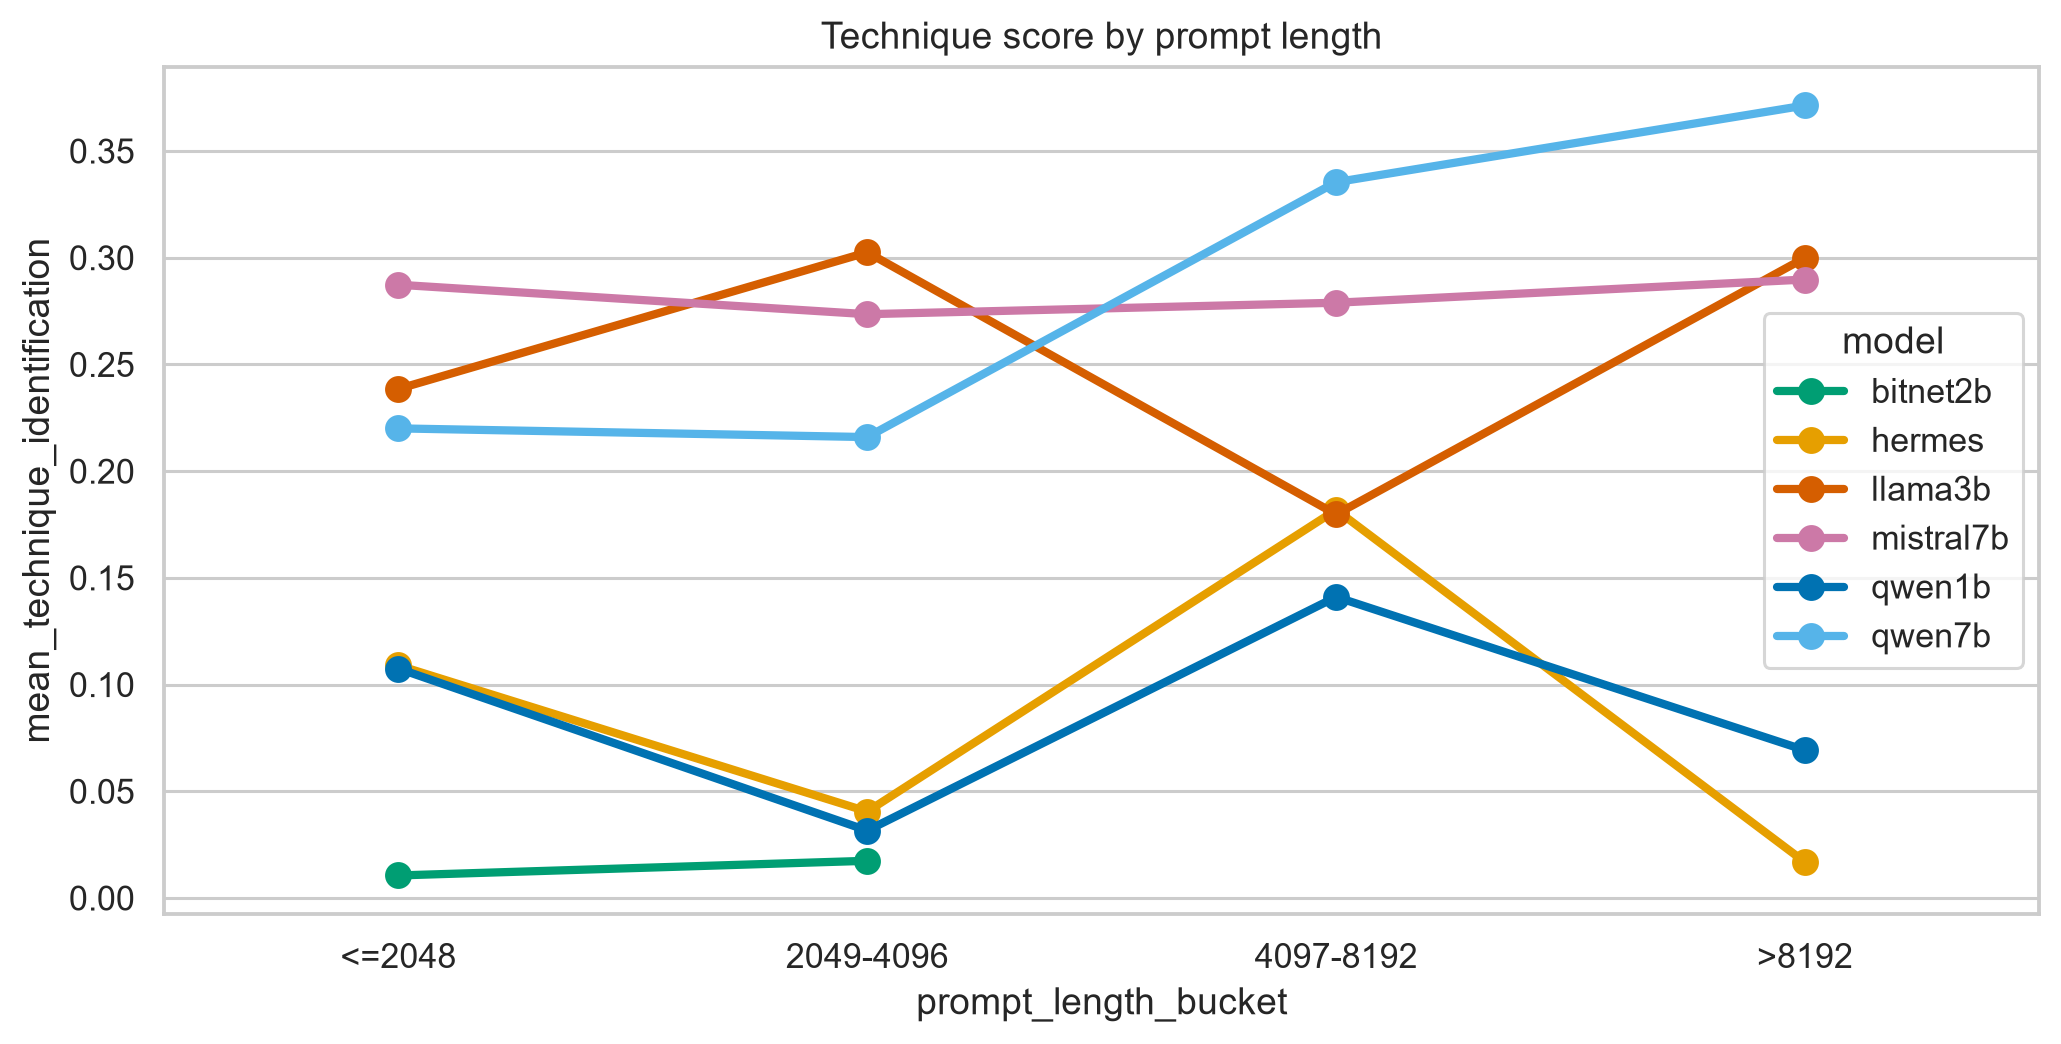 Technique score by prompt length
mean_technique_identification
0.35
0.30
0.25
0.20
0.15
0.10
0.05
0.00
model
bitnet2b
hermes
llama3b
mistral7b
qwen1b
qwen7b
<=2048
2049-4096
4097-8192
>8192
prompt_length_bucket